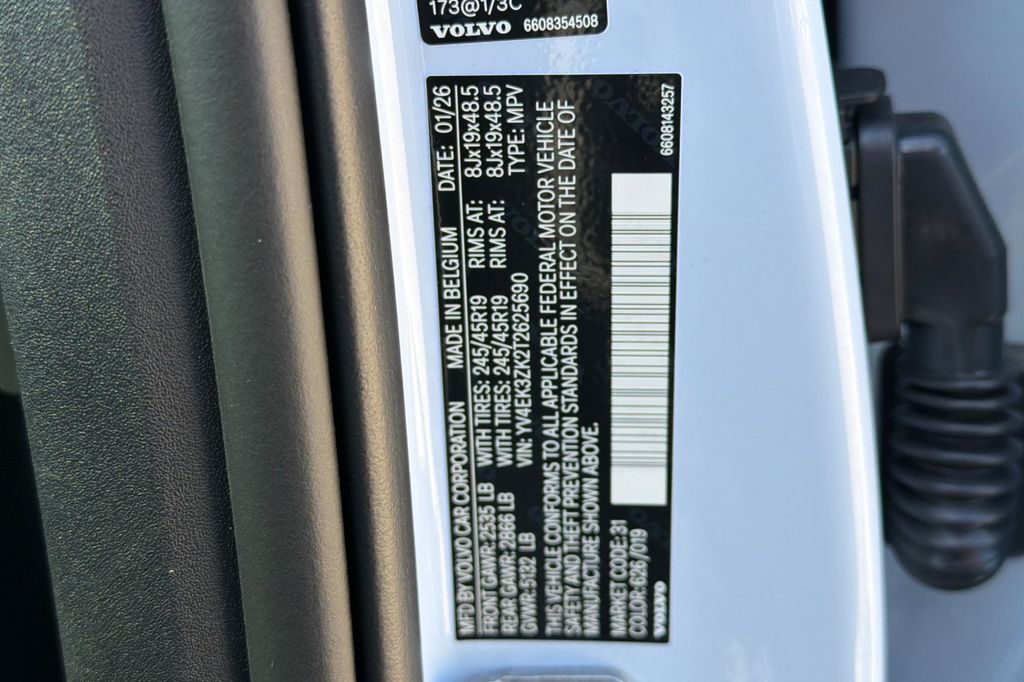 173@1/3C
VOLVO 6608354508
MFD BY VOLVO CAR CORPORATION MADE IN BELGIUM DATE: 01/26
FRONT GAWR: 2535 LB WITH TIRES: 245/45R19 RIMS AT: 8Jx19x48.5
REAR GAWR: 2866 LB WITH TIRES: 245/45R19 RIMS AT: 8Jx19x48.5
GWR: 5132 LB VIN: YV4EK3ZK2T2625690 TYPE: MPV
THIS VEHICLE CONFORMS TO ALL APPLICABLE FEDERAL MOTOR VEHICLE
SAFETY AND THEFT PREVENTION STANDARDS IN EFFECT ON THE DATE OF
MANUFACTURE SHOWN ABOVE.
MARKET CODE: 31
COLOR: 626 / 019
VOLVO 6608143257